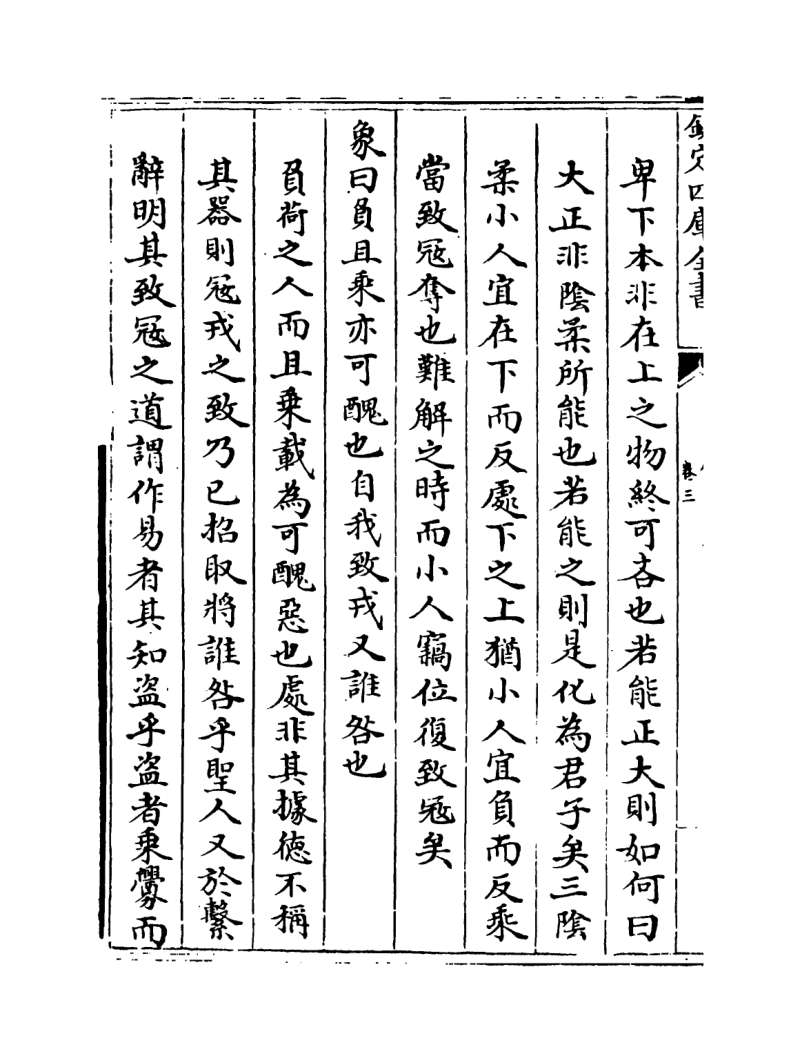 欽定四庫全書
卷三
卑下本非在上之物終可吝也若能正大則如何曰
大正非陰柔所能也若能之則是化為君子矣三陰
柔小人宜在下而反處下之上猶小人宜負而反乘
當致寇奪也難解之時而小人竊位復致寇矣
象曰負且乘亦可醜也自我致戎又誰咎也
負荷之人而且乗載為可醜惡也處非其據德不稱
其器則寇戎之致乃已招取將誰咎乎聖人又於繫
辭明其致寇之道謂作易者其知盗乎盗者乗釁而